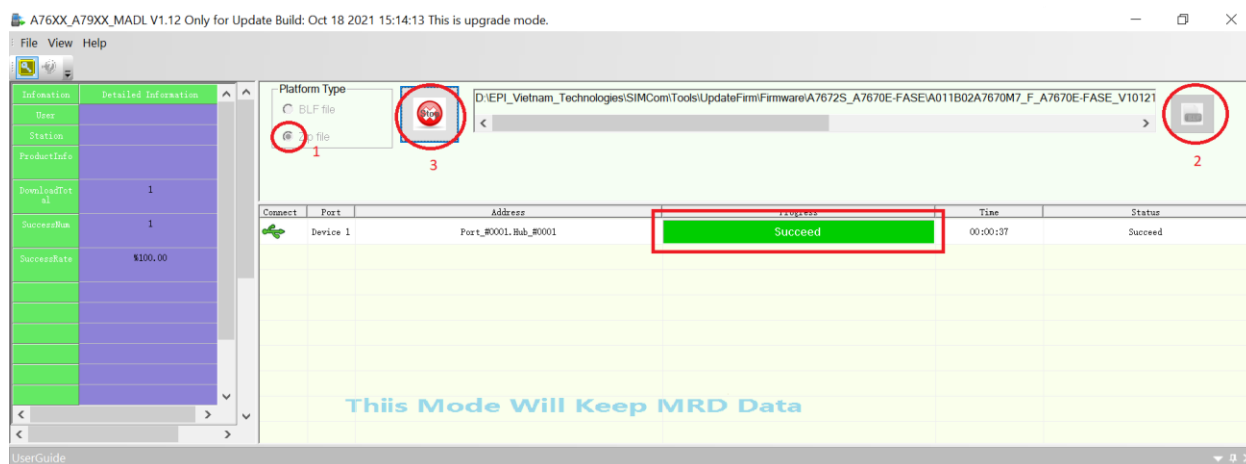 A76XX_A79XX_MADL V1.12 Only for Update Build: Oct 18 2021 15:14:13 This is upgrade mode.
File View Help
Infomation Detailed Information
User
Station
ProductInfo
DownloadTot
al
1
SuccessNum 1
SuccessRate %100.00
Platform Type
BLF file
Zip file
1
Stop
3
D:\EPI_Vietnam_Technologies\SIMCom\Tools\UpdateFirm\Firmware\A7672S_A7670E-FASE\A011B02A7670M7_F_A7670E-FASE_V10121
2
Connect Port Address Progress Time Status
Device 1 Port_#0001.Hub_#0001 Succeed 00:00:37 Succeed
Thiis Mode Will Keep MRD Data
UserGuide